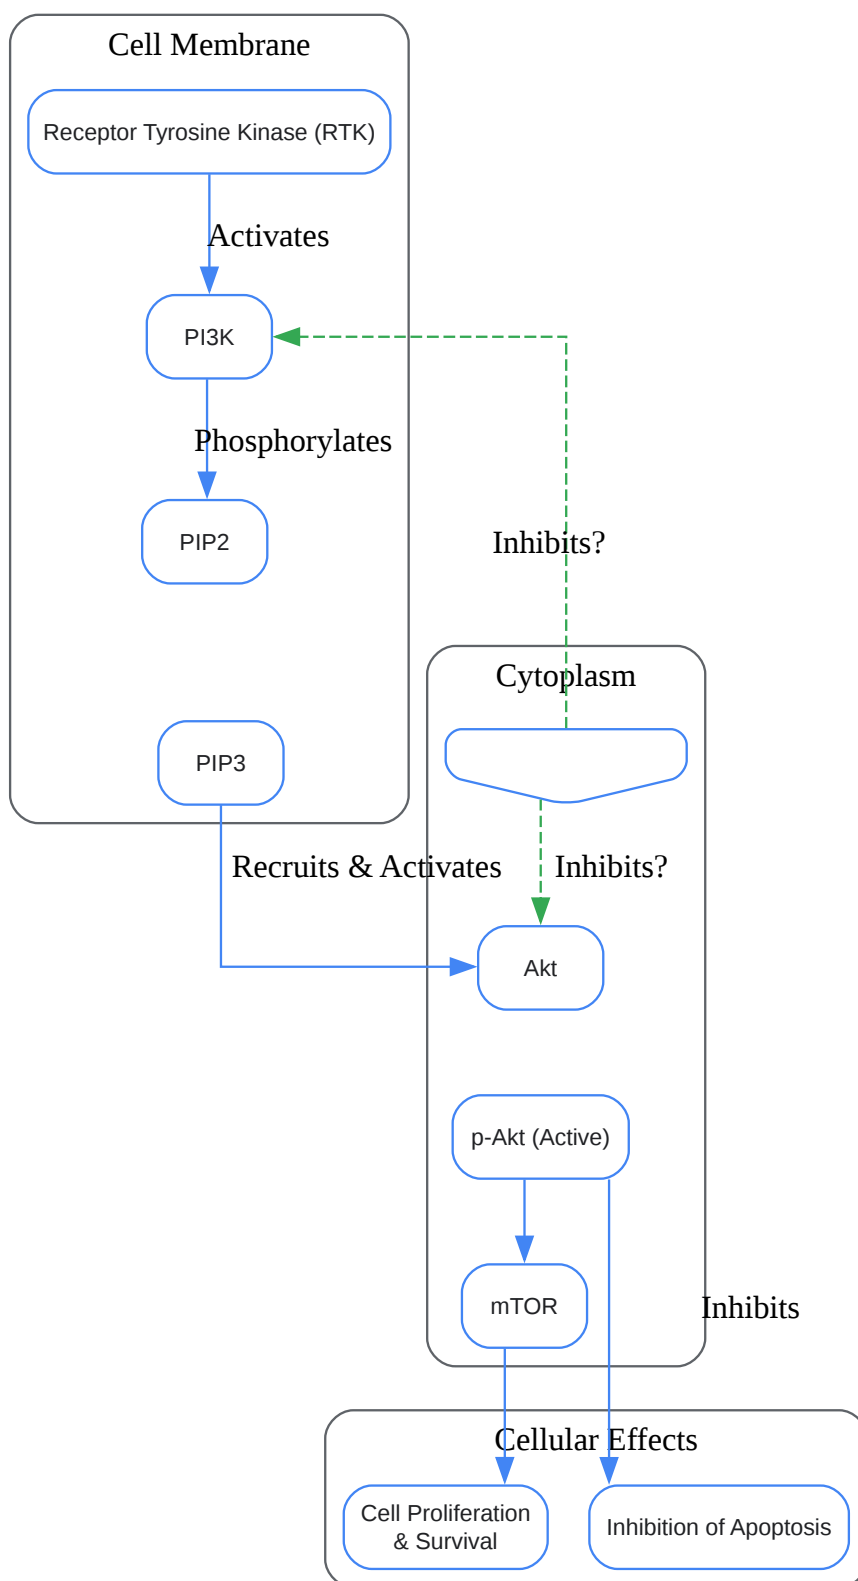 Cell Membrane
Receptor Tyrosine Kinase (RTK)
Activates
PI3K
Phosphorylates
PIP2
Inhibits?
Cytoplasm
PIP3
Recruits & Activates
Inhibits?
Akt
p-Akt (Active)
mTOR
Inhibits
Cellular Effects
Cell Proliferation
& Survival
Inhibition of Apoptosis